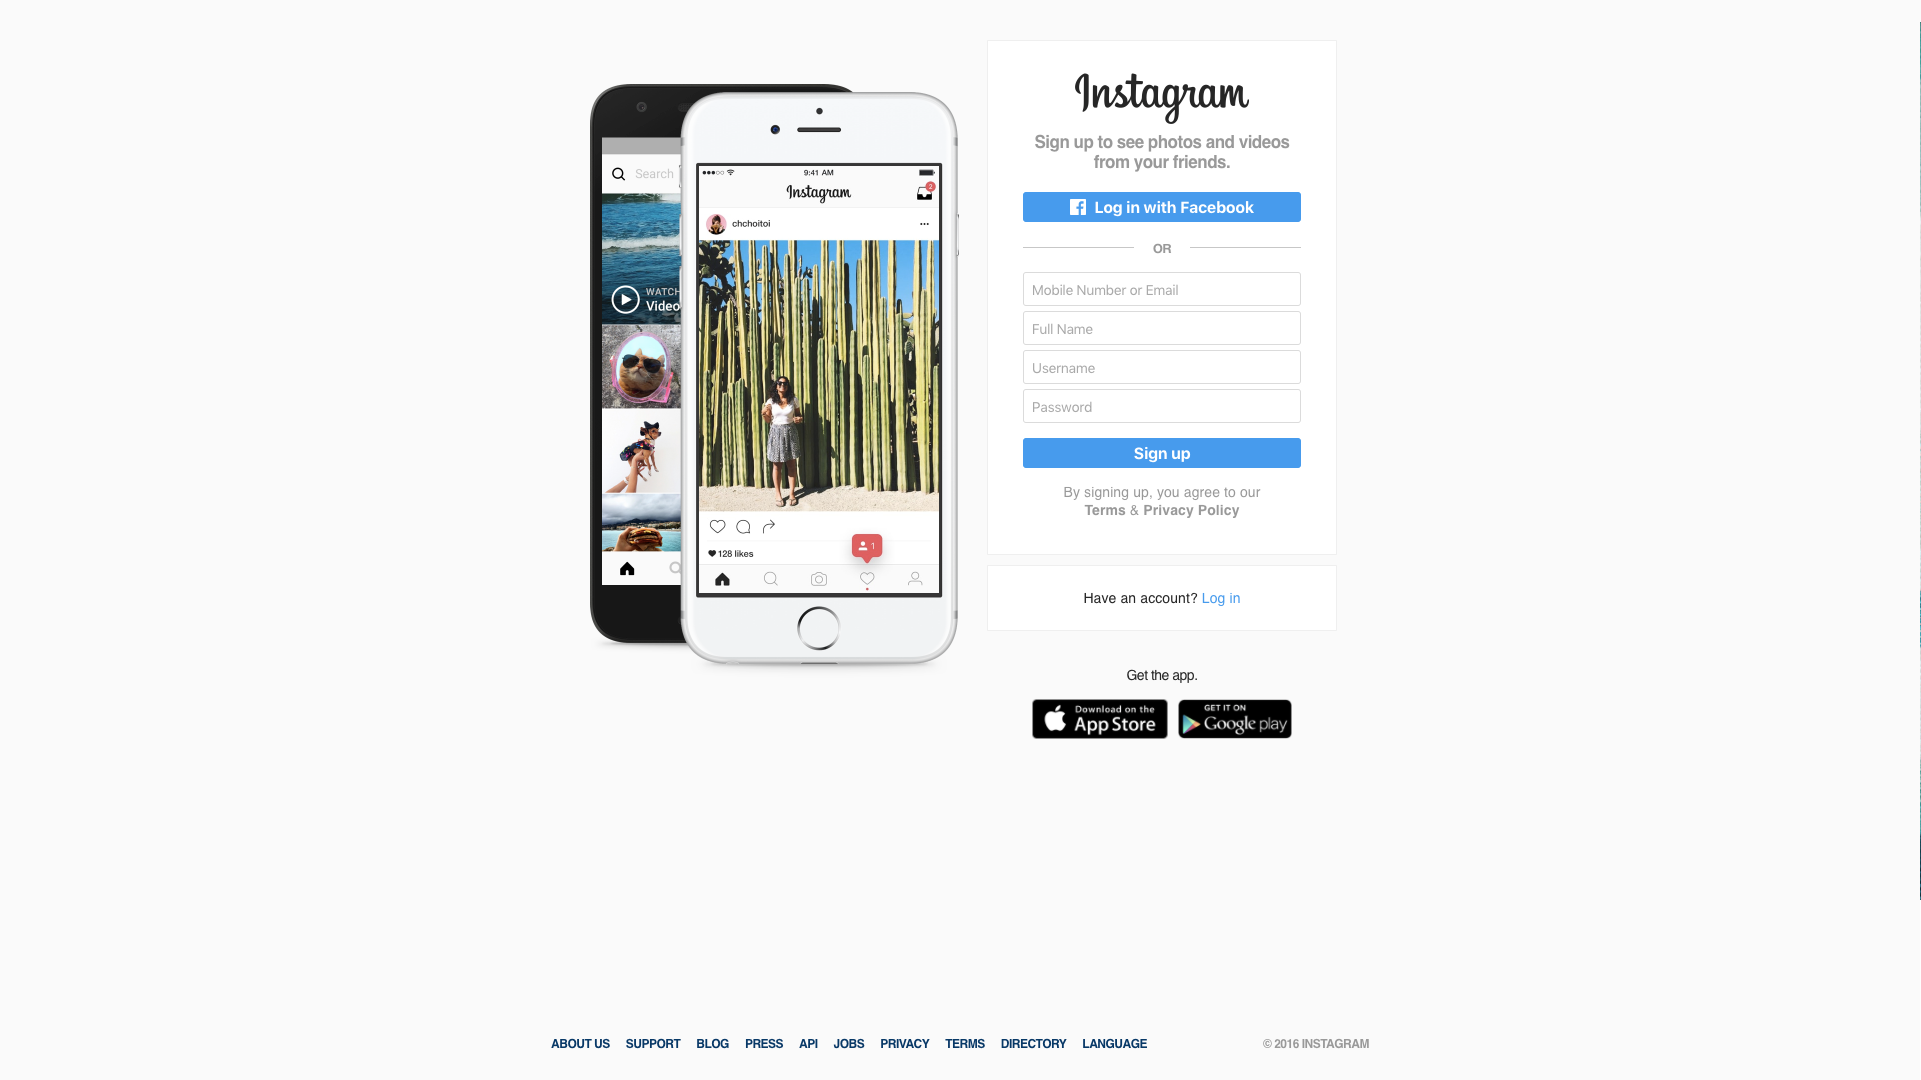 Search
WATCH
Video
9:41 AM
Instagram
2
chchoitoi
128 likes
1
Instagram
Sign up to see photos and videos
from your friends.
Log in with Facebook
OR
Mobile Number or Email
Full Name
Username
Password
Sign up
By signing up, you agree to our
Terms & Privacy Policy
Have an account? Log in
Get the app.
Download on the
App Store
GET IT ON
Google play
ABOUT US SUPPORT BLOG PRESS API JOBS PRIVACY TERMS DIRECTORY LANGUAGE © 2016 INSTAGRAM